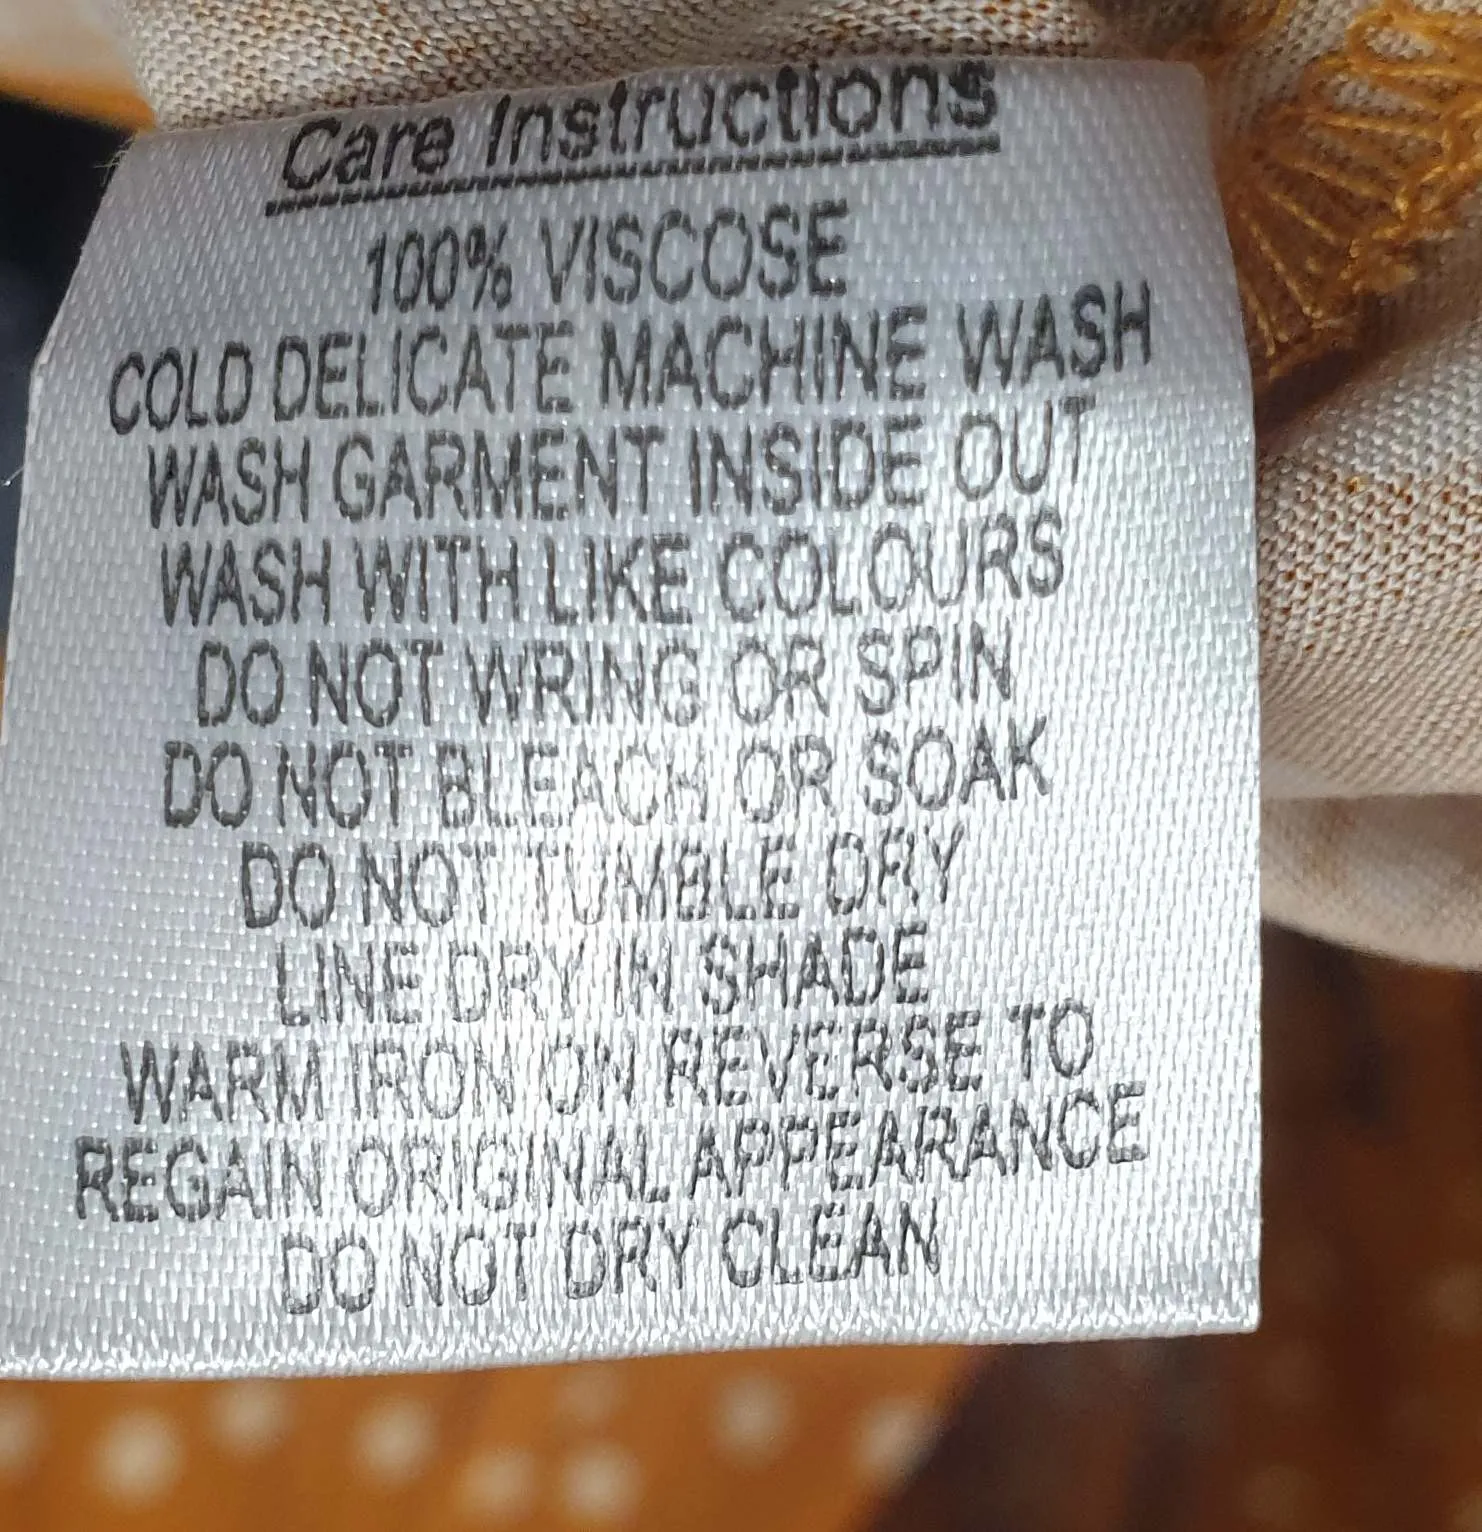 Care Instructions
100% VISCOSE
COLD DELICATE MACHINE WASH
WASH GARMENT INSIDE OUT
WASH WITH LIKE COLOURS
DO NOT WRING OR SPIN
DO NOT BLEACH OR SOAK
DO NOT TUMBLE DRY
LINE DRY IN SHADE
WARM IRON ON REVERSE TO
REGAIN ORIGINAL APPEARANCE
DO NOT DRY CLEAN